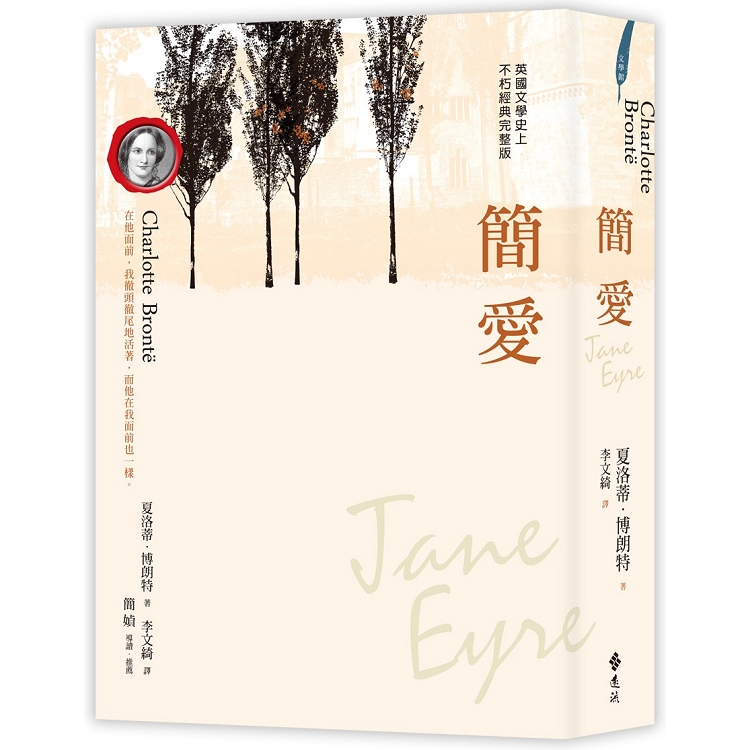 英國文學史上
不朽經典完整版
簡愛
Charlotte Brontë
在他面前，我徹頭徹尾地活著，而他在我面前也一樣。
夏洛蒂·博朗特 著
李文綺 譯
簡媜 導讀·推薦
Jane
Eyre
文學館
Charlotte
Brontë
簡愛
Jane
Eyre
夏洛蒂·博朗特 著
李文綺 譯
遠流